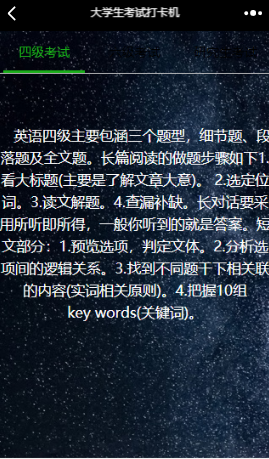 大学生考试打卡机
四级考试
英语四级主要包涵三个题型，细节题、段
落题及全文题。长篇阅读的做题步骤如下1.
看大标题(主要是了解文章大意)。 2.选定位
词。3.读文解题。4.查漏补缺。长对话要采
用所听即所得，一般你听到的就是答案。短
文部分：1.预览选项，判定文体。2.分析选
项间的逻辑关系。3.找到不同题干下相关联
的内容(实词相关原则)。4.把握10组
key words(关键词)。